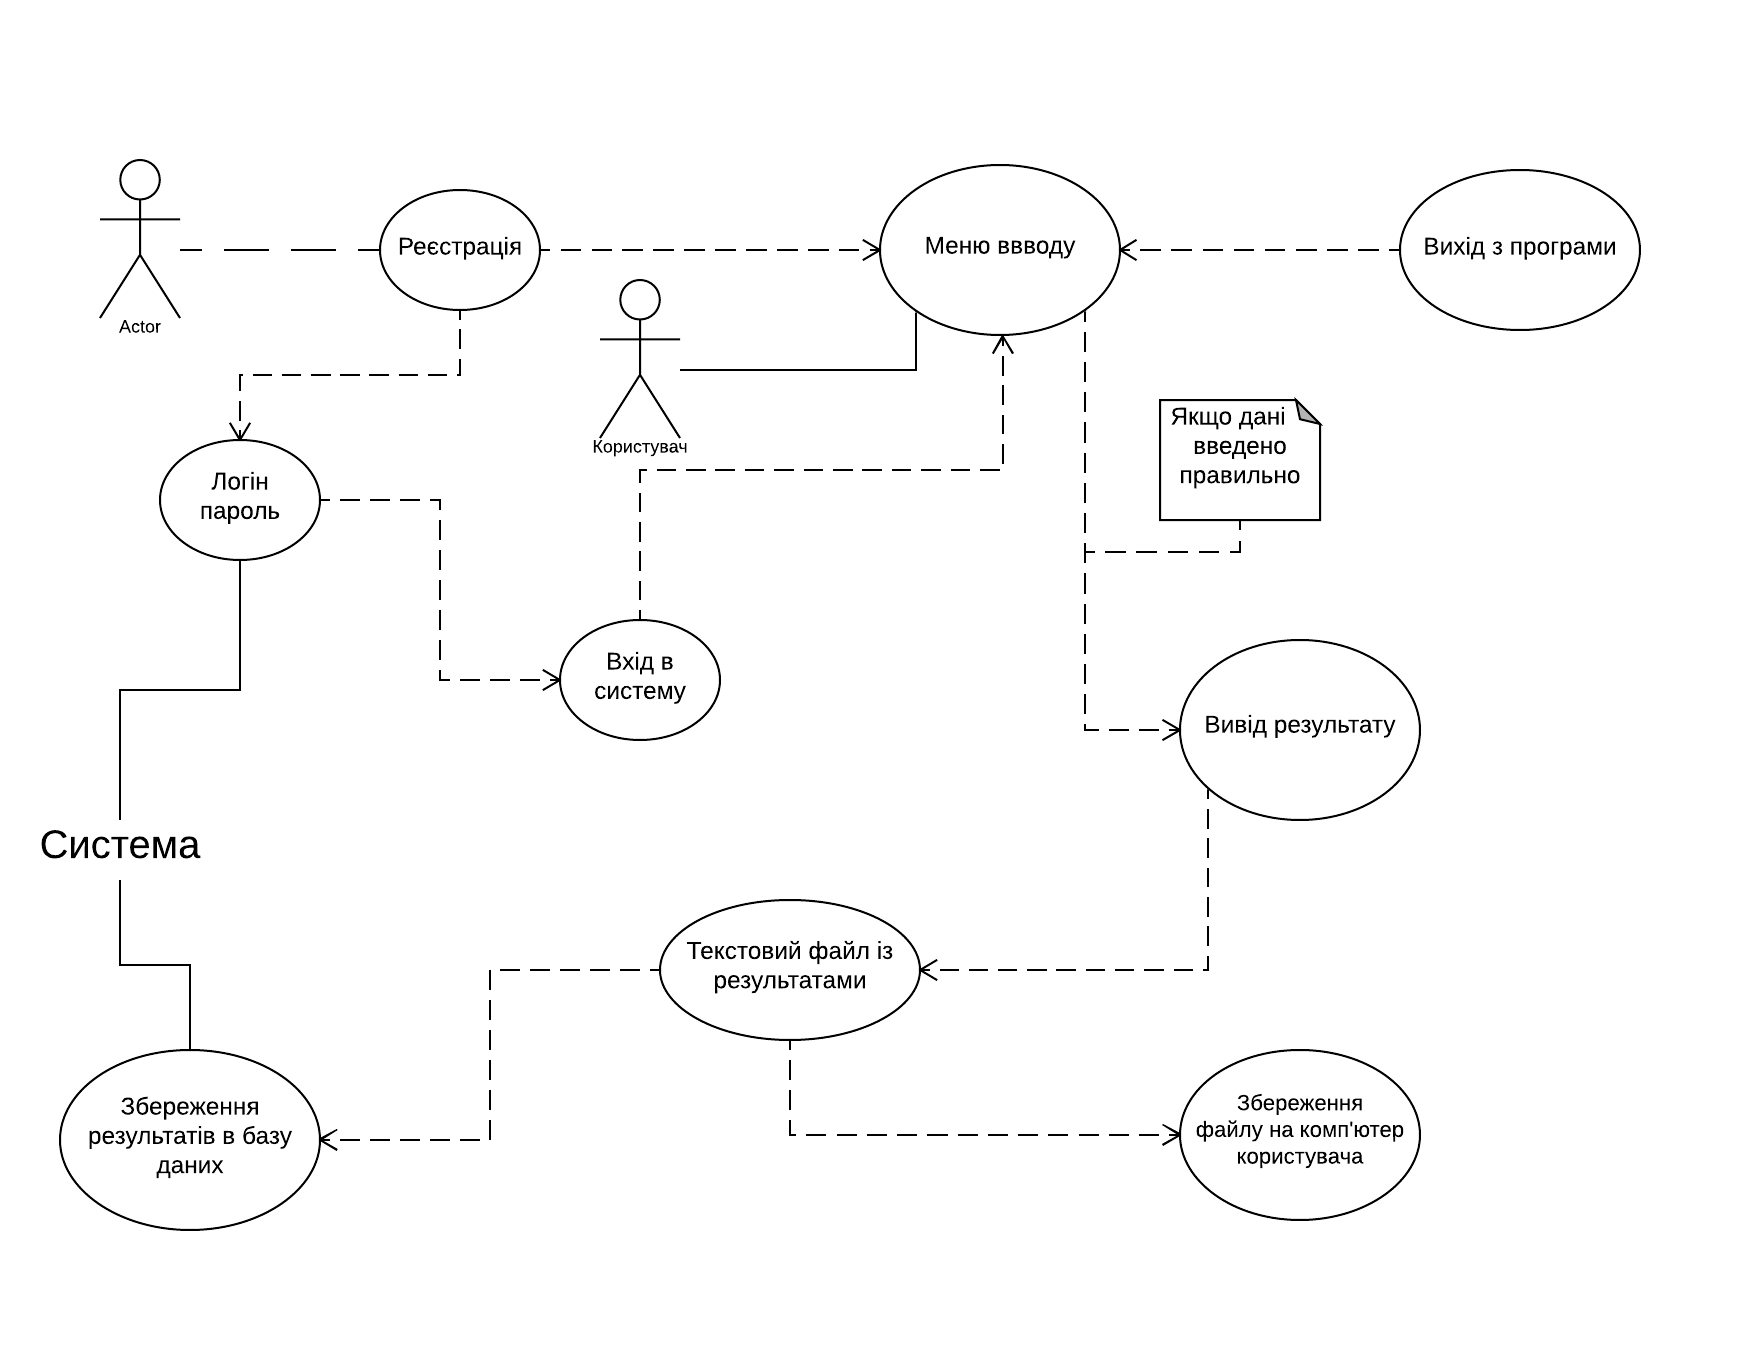 Actor
Реєстрація
Меню ввводу
Вихід з програми
Користувач
Якщо дані
введено
правильно
Логін
пароль
Вхід в
систему
Вивід результату
Система
Текстовий файл із
результатами
Збереження
результатів в базу
даних
Збереження
файлу на комп'ютер
користувача